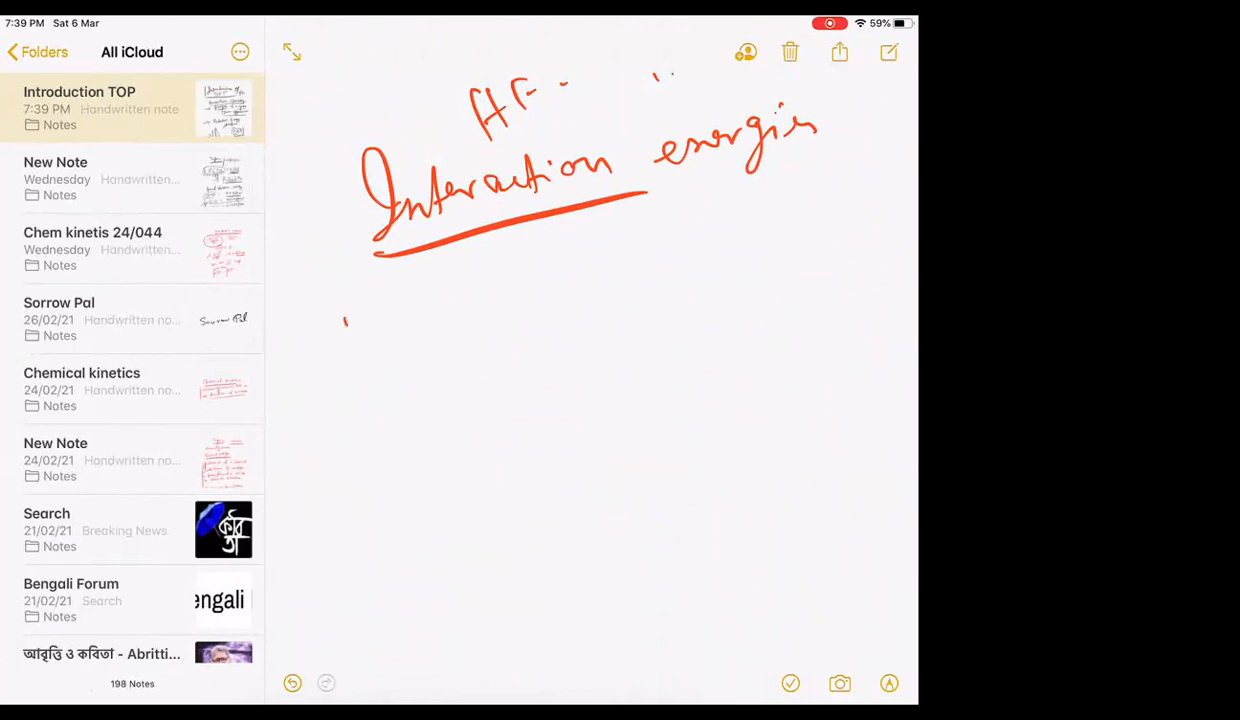 7:39 PM Sat 6 Mar
59%
Folders
All iCloud
Introduction TOP
7:39 PM Handwritten note
Notes
New Note
Wednesday Handwritten...
Notes
Chem kinetis 24/044
Wednesday Handwritten...
Notes
Sorrow Pal
26/02/21 Handwritten no...
Notes
Chemical kinetics
24/02/21 Handwritten no...
Notes
New Note
24/02/21 Handwritten no...
Notes
Search
21/02/21 Breaking News
Notes
কবি
তা
Bengali Forum
21/02/21 Search
Notes
engali
আবৃত্তি ও কবিতা - Abritti...
198 Notes
Interaction energies